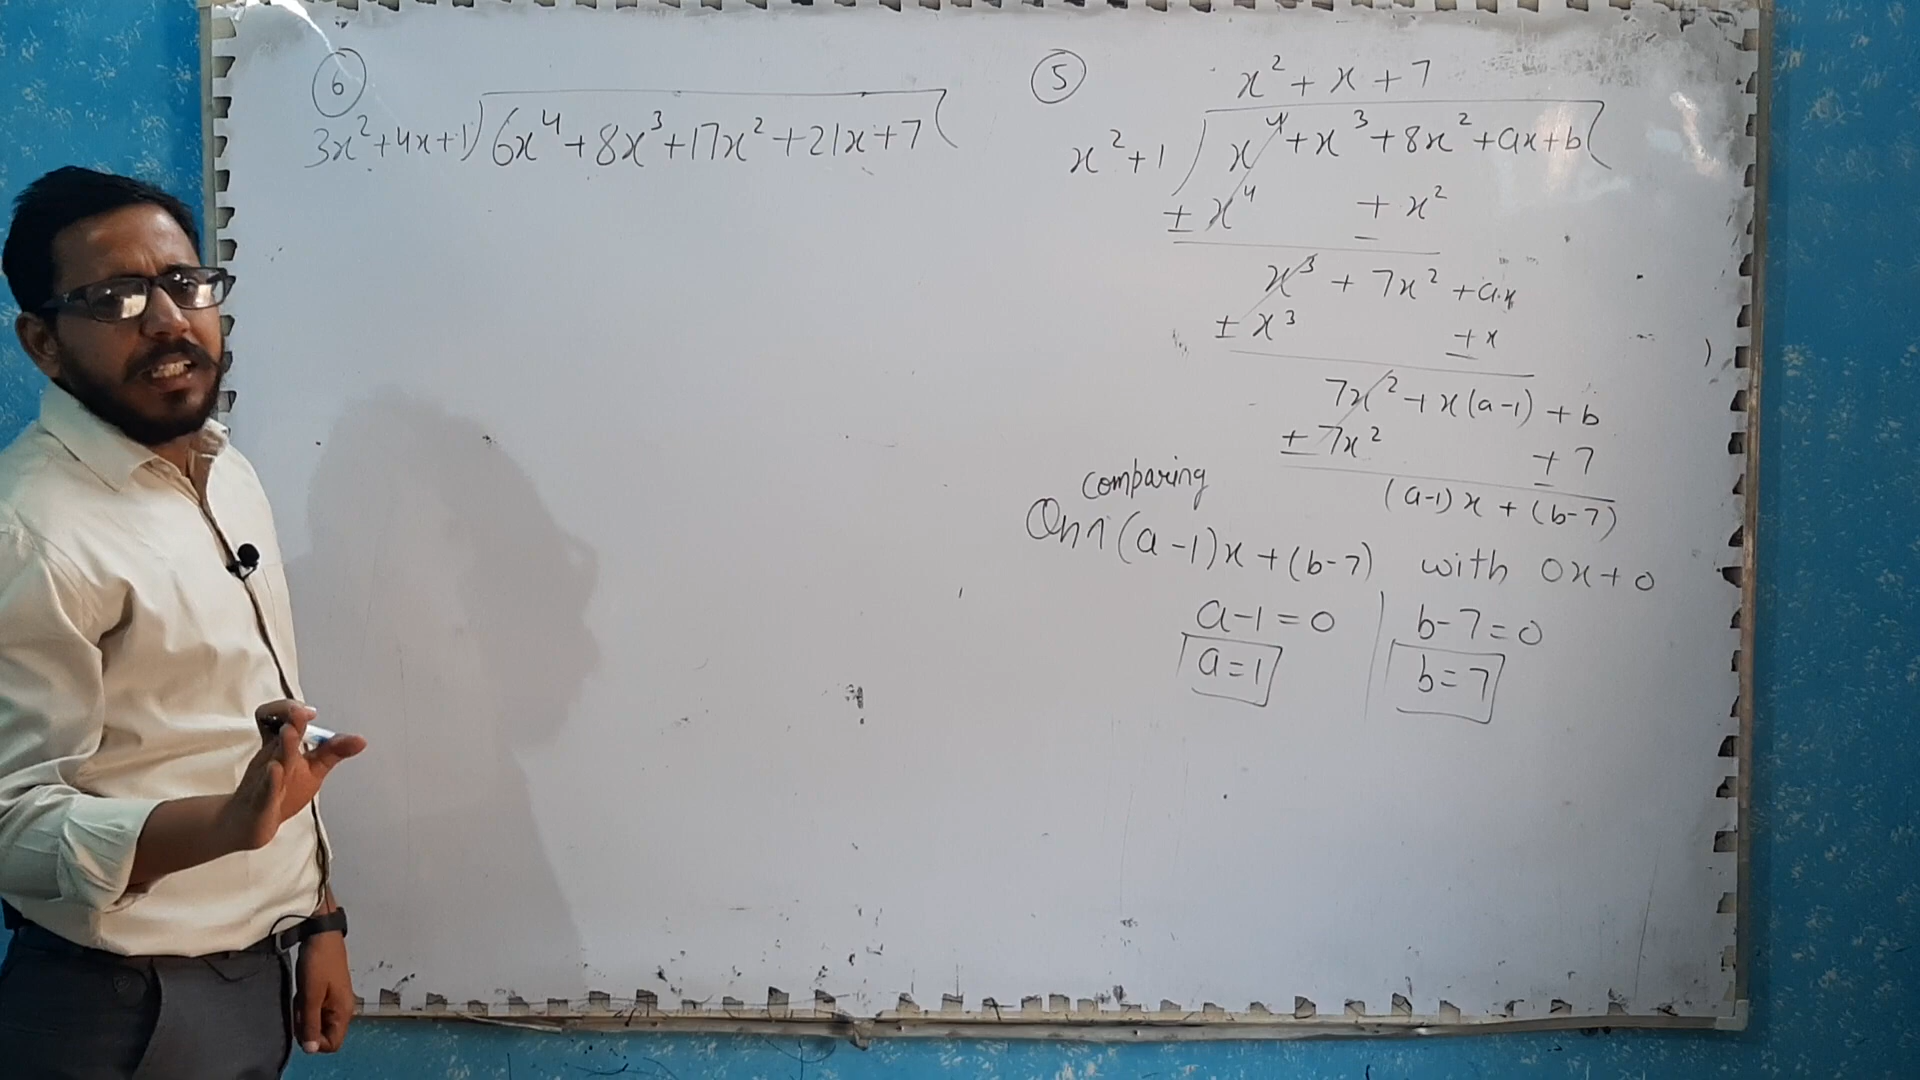 6
3x²+4x+1)6x⁴+8x³+17x²+21x+7(
5
x²+x+7
x²+1)x⁴+x³+8x²+ax+b(
± x⁴ + x²
x³ + 7x² + ax
± x³ + x
7x² + x(a-1) + b
± 7x² + 7
(a-1)x + (b-7)
comparing
(a-1)x+(b-7) with 0x+0
a-1=0 | b-7=0
a=1 b=7